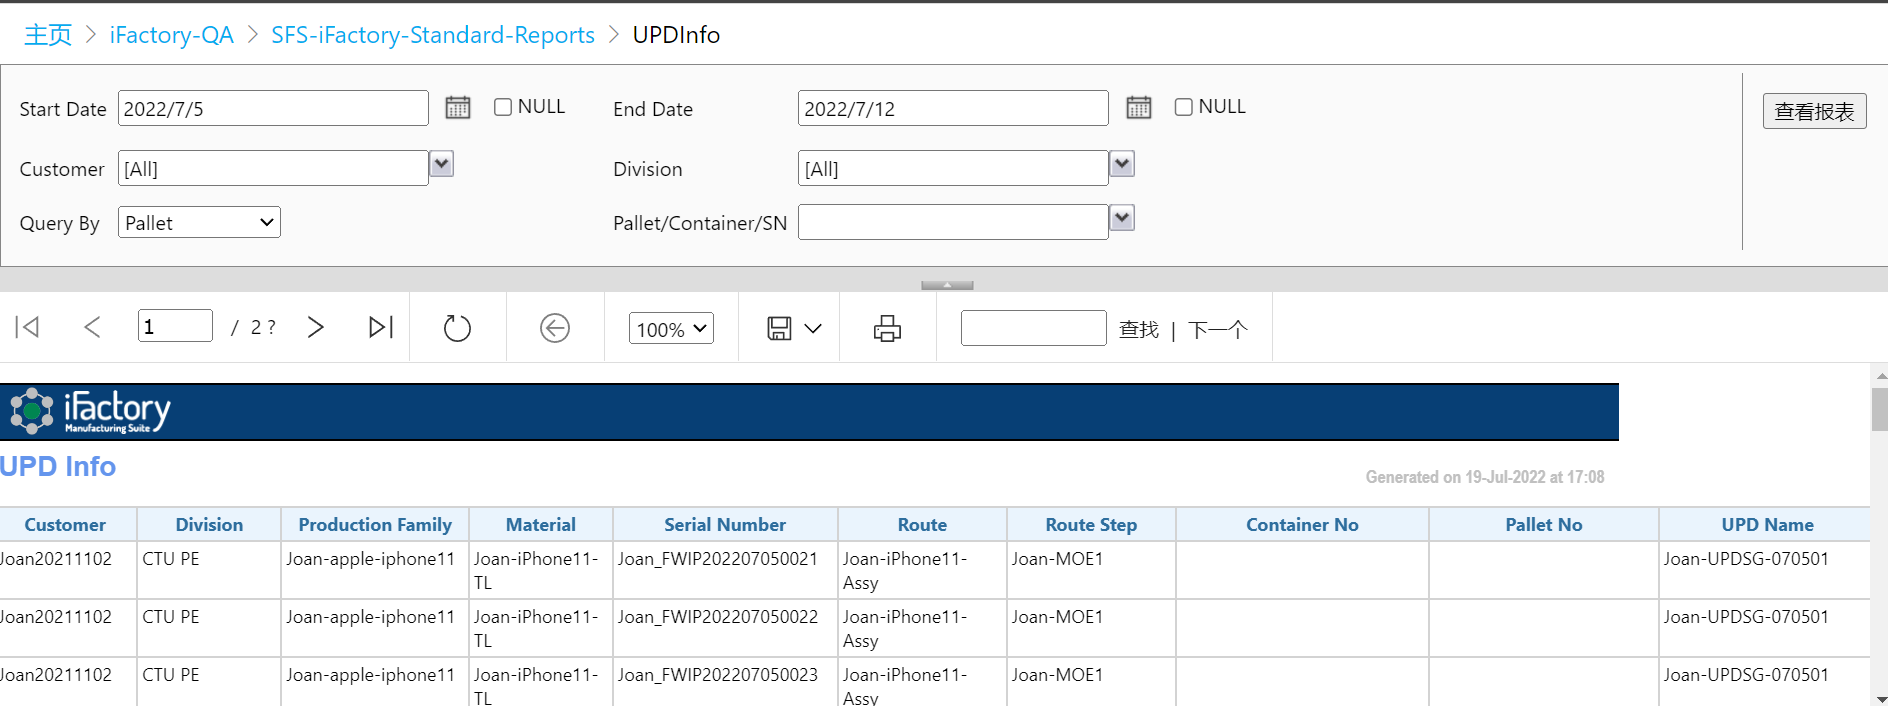 主页 > iFactory-QA > SFS-iFactory-Standard-Reports > UPDInfo
Start Date 2022/7/5 NULL End Date 2022/7/12 NULL 查看报表
Customer [All] Division [All]
Query By Pallet Pallet/Container/SN
1 / 2 ? 100% 查找 | 下一个
iFactory
Manufacturing Suite
UPD Info
Generated on 19-Jul-2022 at 17:08
Customer Division Production Family Material Serial Number Route Route Step Container No Pallet No UPD Name
Joan20211102 CTU PE Joan-apple-iphone11 Joan-iPhone11- Joan_FWIP202207050021 Joan-iPhone11- Joan-MOE1 Joan-UPDSG-070501
TL Assy
Joan20211102 CTU PE Joan-apple-iphone11 Joan-iPhone11- Joan_FWIP202207050022 Joan-iPhone11- Joan-MOE1 Joan-UPDSG-070501
TL Assy
Joan20211102 CTU PE Joan-apple-iphone11 Joan-iPhone11- Joan_FWIP202207050023 Joan-iPhone11- Joan-MOE1 Joan-UPDSG-070501
TL Assy